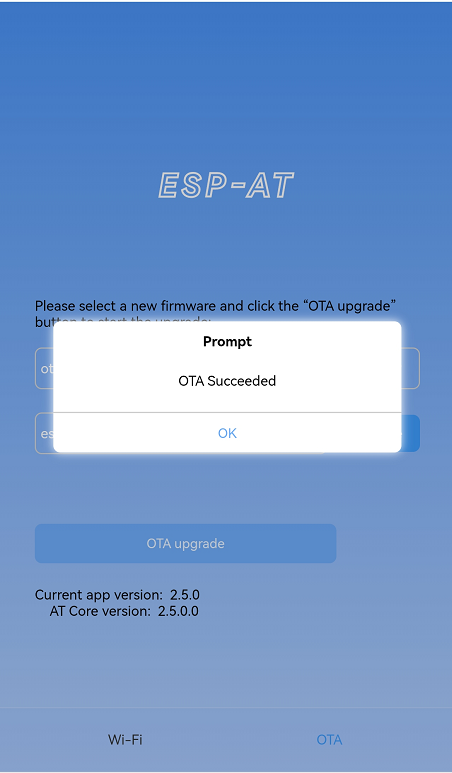 ESP-AT
Please select a new firmware and click the “OTA upgrade”
button to start the upgrade:
Prompt
ot
OTA Succeeded
es
OK
OTA upgrade
Current app version: 2.5.0
AT Core version: 2.5.0.0
Wi-Fi
OTA